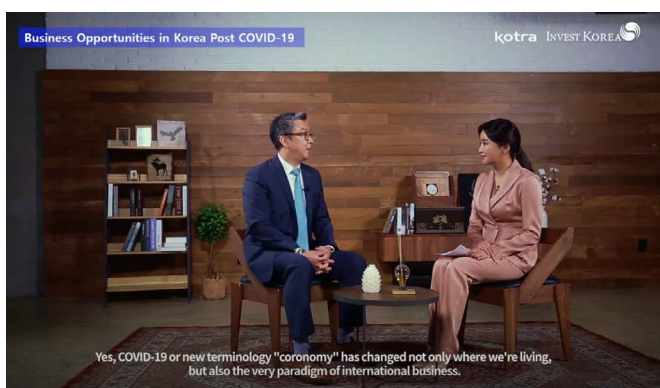 Business Opportunities in Korea Post COVID-19
kotra INVEST KOREA
Yes, COVID-19 or new terminology "coronomy" has changed not only where we're living,
but also the very paradigm of international business.